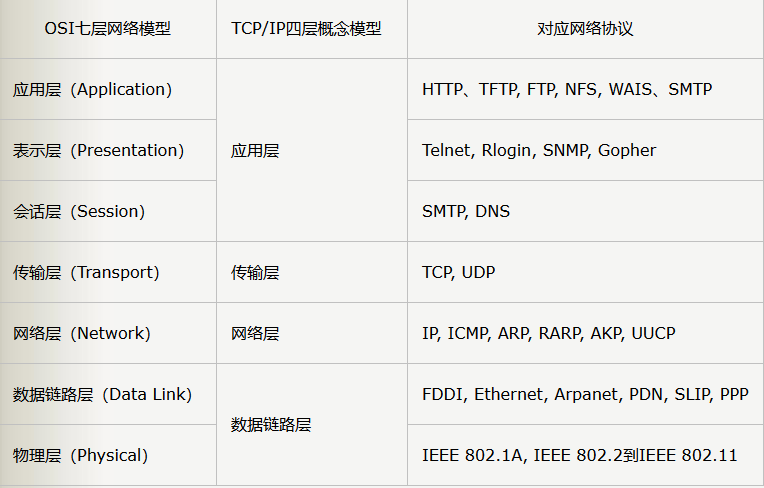 OSI七层网络模型 TCP/IP四层概念模型 对应网络协议
应用层（Application） HTTP、TFTP, FTP, NFS, WAIS、SMTP
表示层（Presentation） 应用层 Telnet, Rlogin, SNMP, Gopher
会话层（Session） SMTP, DNS
传输层（Transport） 传输层 TCP, UDP
网络层（Network） 网络层 IP, ICMP, ARP, RARP, AKP, UUCP
数据链路层（Data Link） FDDI, Ethernet, Arpanet, PDN, SLIP, PPP
数据链路层
物理层（Physical） IEEE 802.1A, IEEE 802.2到IEEE 802.11